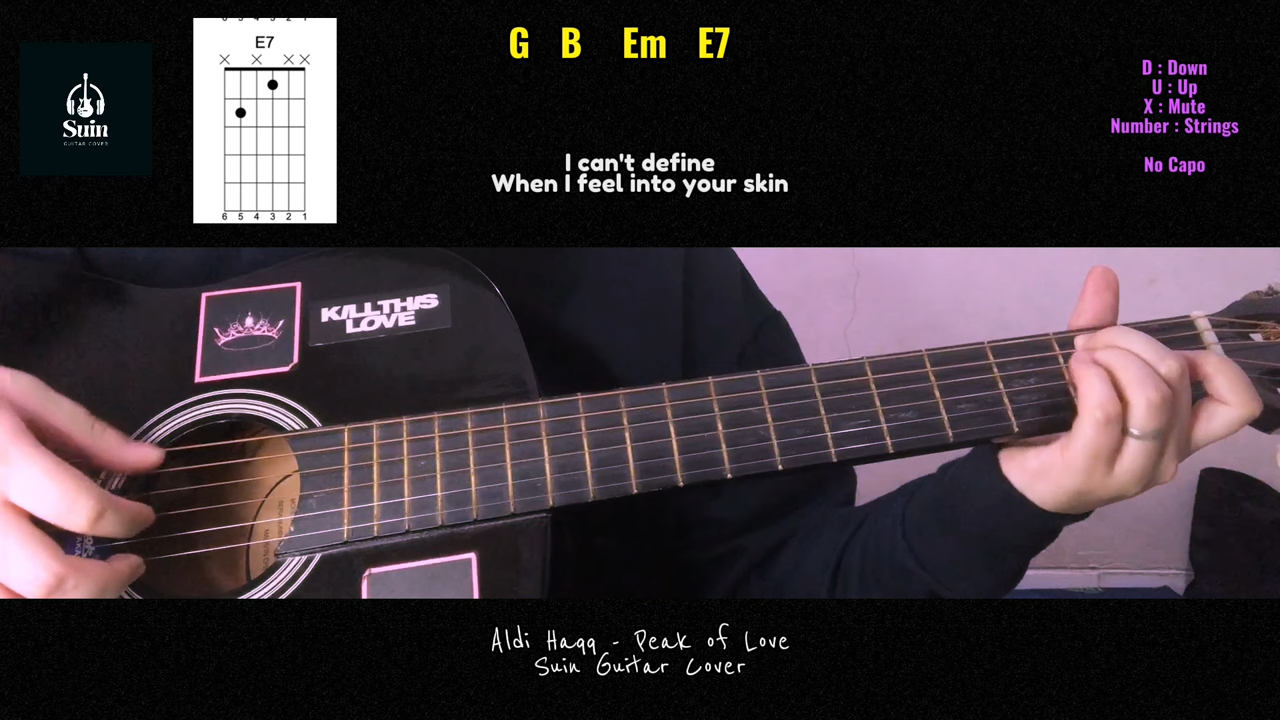 Suin
GUITAR COVER
E7
6 5 4 3 2 1
G B Em E7
D : Down
U : Up
X : Mute
Number : Strings
No Capo
I can't define
When I feel into your skin
KILL THIS
LOVE
Aldi Haqq - Peak of Love
Suin Guitar Cover